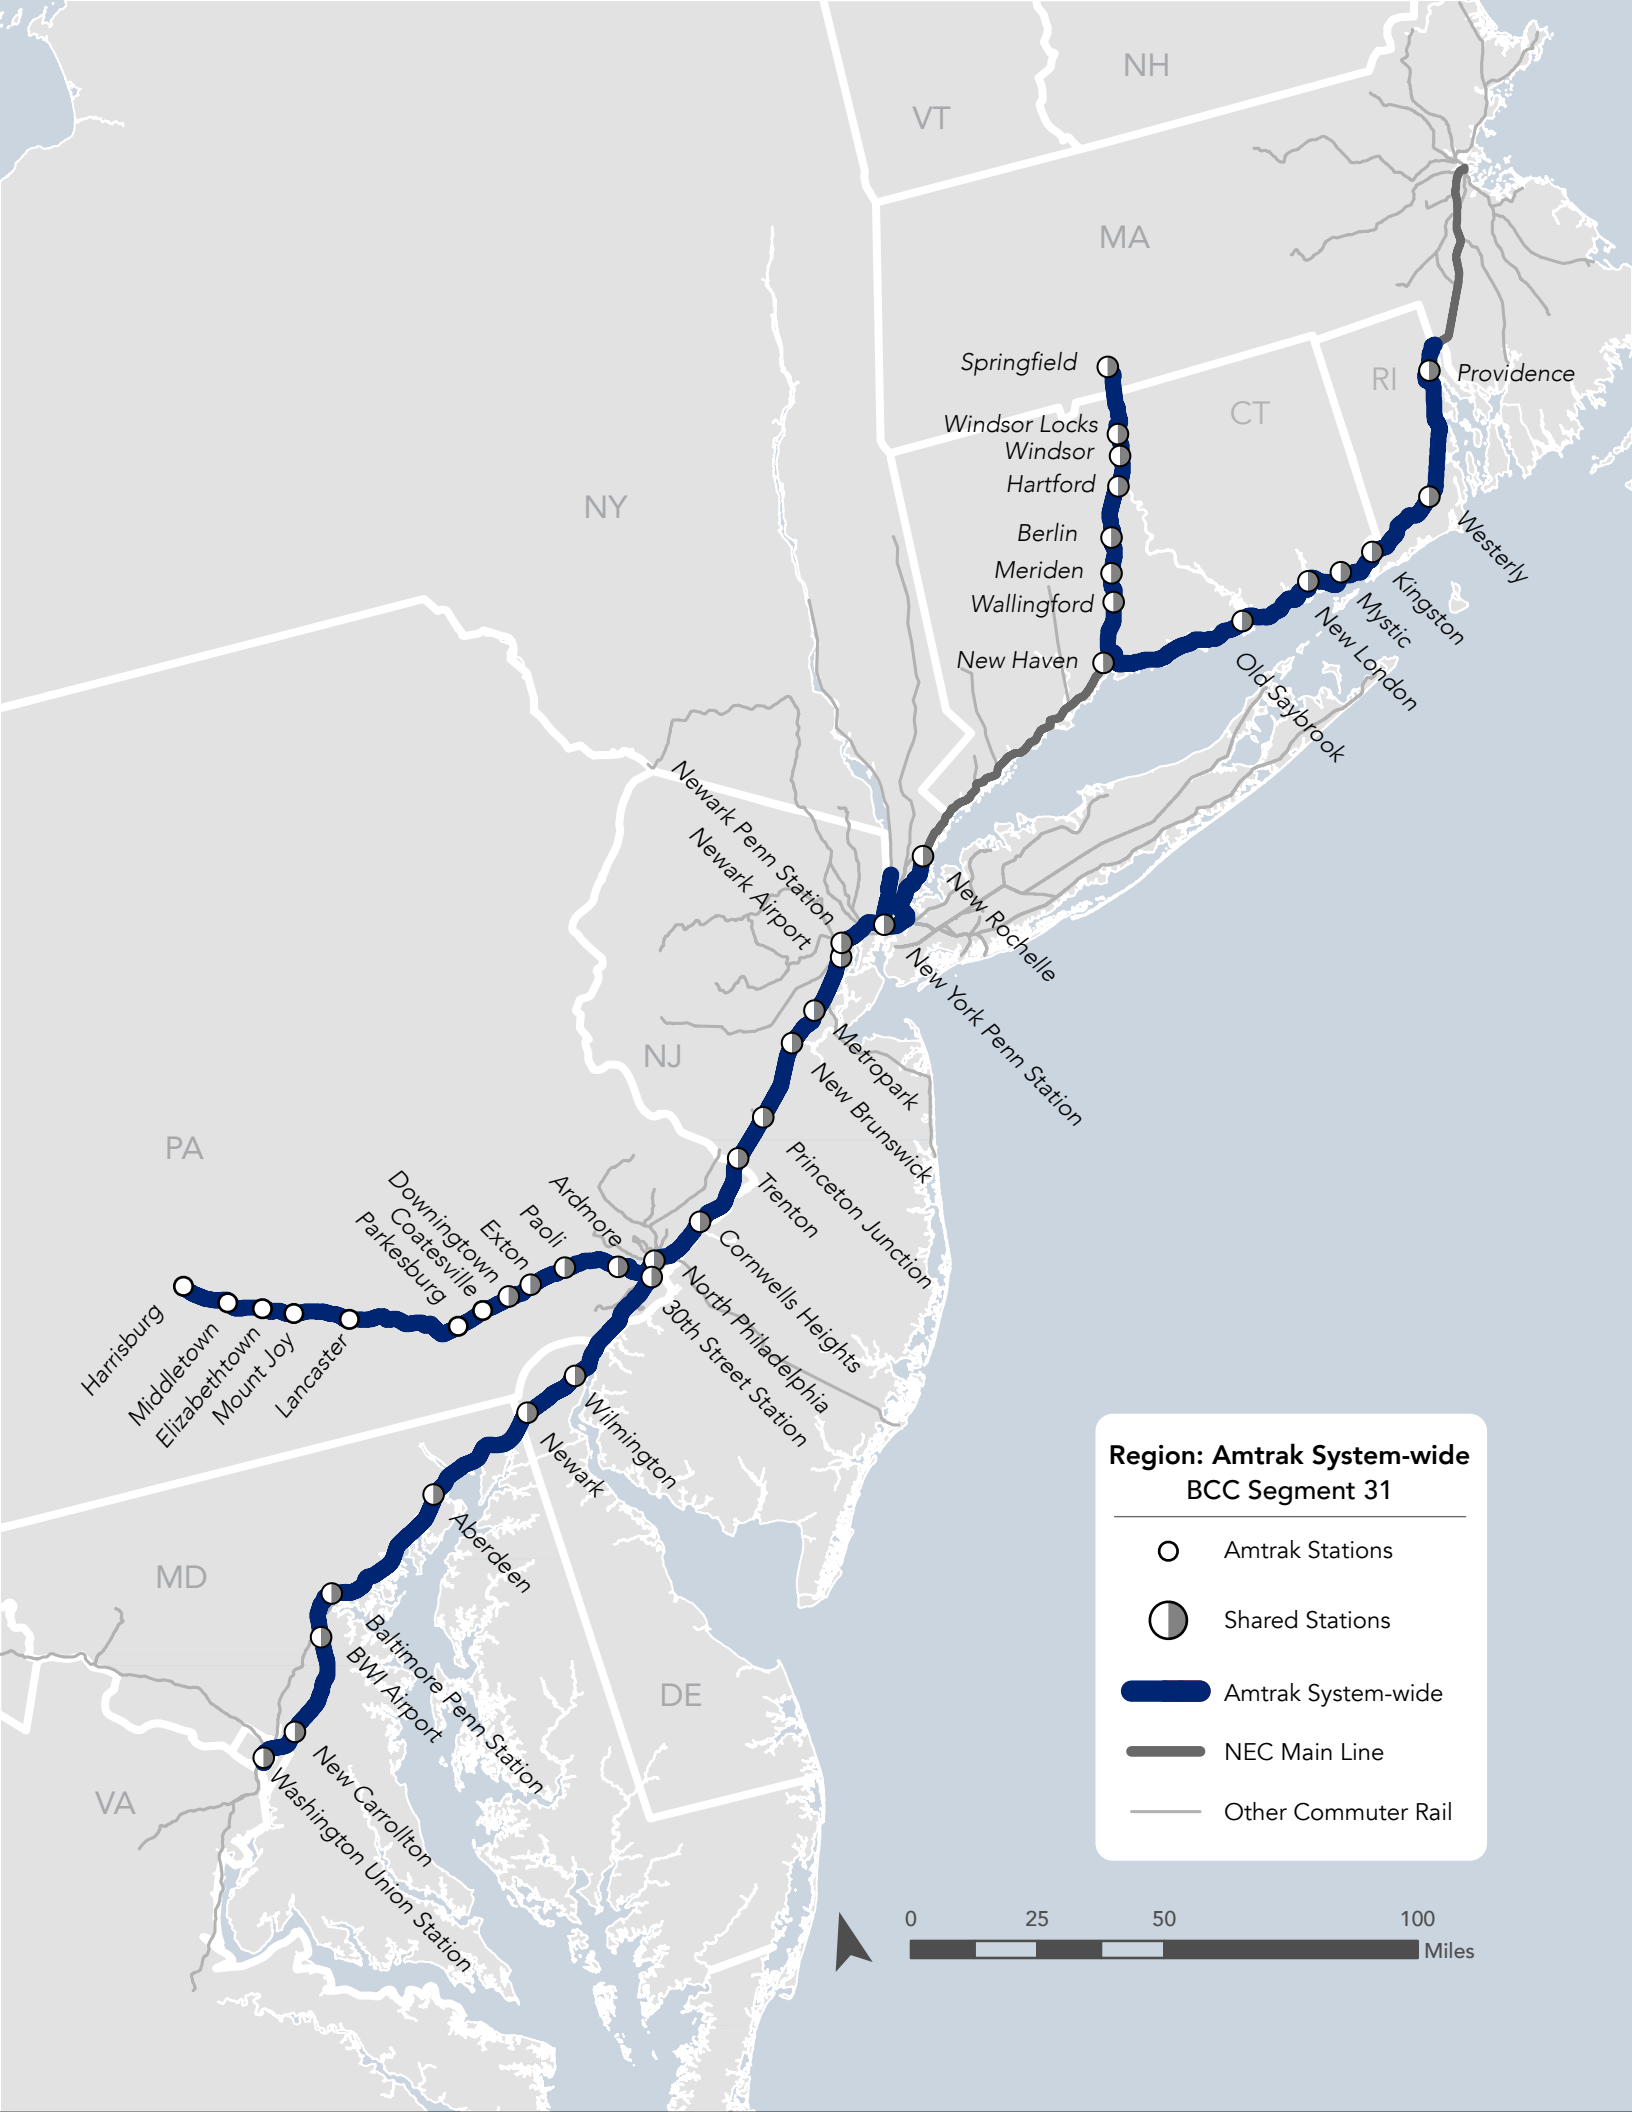 NH
VT
MA
Springfield
RI
Providence
CT
Windsor Locks
Windsor
Hartford
NY
Berlin
Westerly
Meriden
Kingston
Wallingford
Mystic
New London
New Haven
Old Saybrook
Newark Penn Station
Newark Airport
New Rochelle
New York Penn Station
Metropark
NJ
New Brunswick
PA
Princeton Junction
Trenton
Ardmore
Downingtown
Coatesville
Parkesburg
Exton
Paoli
Cornwells Heights
North Philadelphia
30th Street Station
Harrisburg
Middletown
Elizabethtown
Mount Joy
Lancaster
Wilmington
Newark
Aberdeen
MD
Baltimore Penn Station
BWI Airport
DE
New Carrollton
Washington Union Station
VA
Region: Amtrak System-wide
BCC Segment 31
Amtrak Stations
Shared Stations
Amtrak System-wide
NEC Main Line
Other Commuter Rail
0 25 50 100
Miles